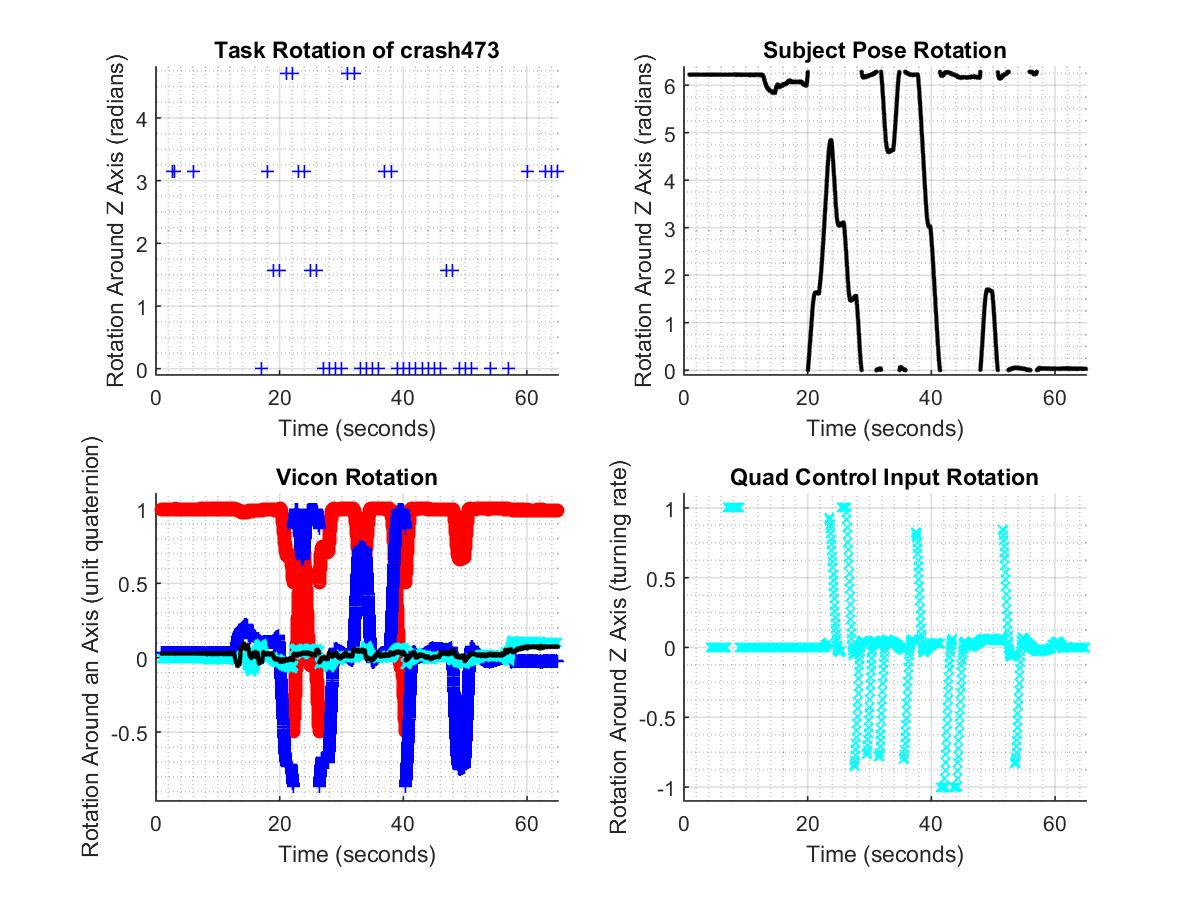 Task Rotation of crash473
Rotation Around Z Axis (radians)
4
3
2
1
0
0 20 40 60
Time (seconds)
Subject Pose Rotation
Rotation Around Z Axis (radians)
6
5
4
3
2
1
0
0 20 40 60
Time (seconds)
Vicon Rotation
Rotation Around an Axis (unit quaternion)
1
0.5
0
-0.5
0 20 40 60
Time (seconds)
Quad Control Input Rotation
Rotation Around Z Axis (turning rate)
1
0.5
0
-0.5
-1
0 20 40 60
Time (seconds)